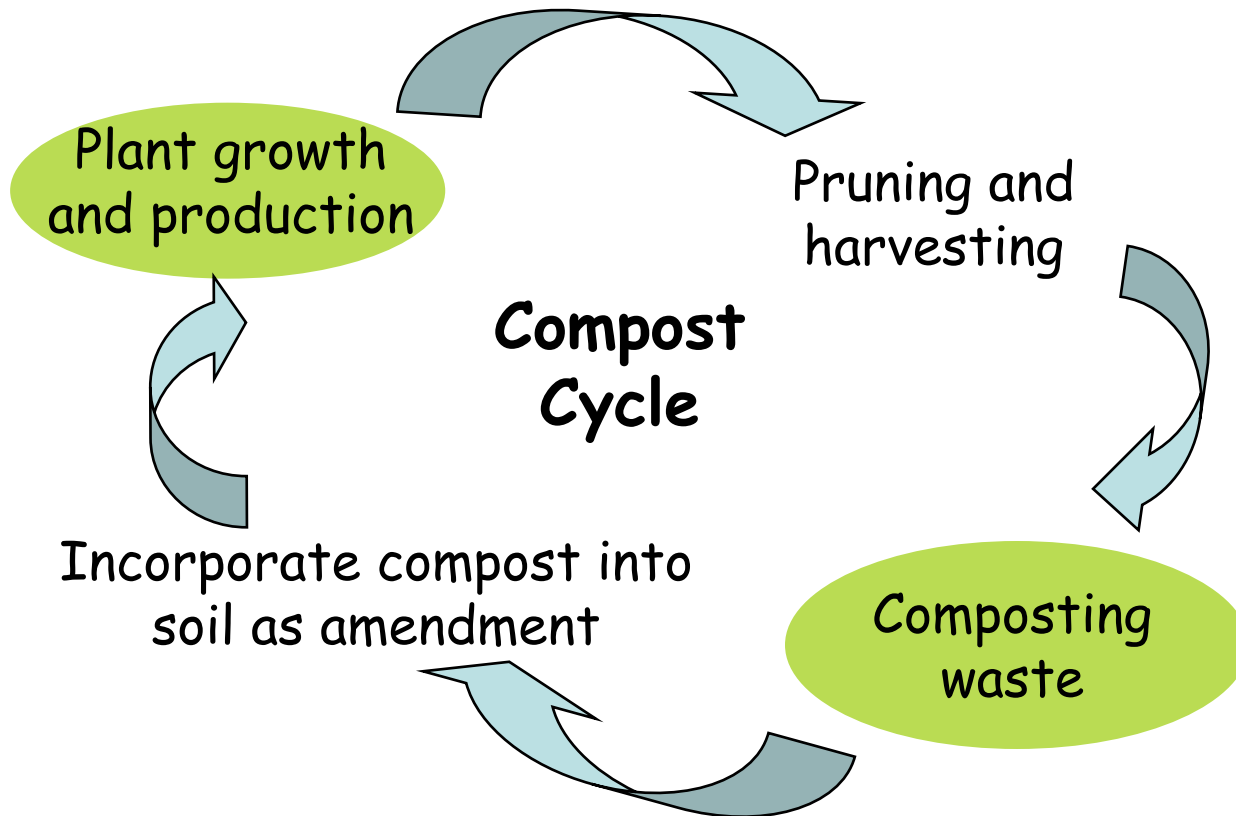 Plant growth
and production
Pruning and
harvesting
Compost
Cycle
Incorporate compost into
soil as amendment
Composting
waste